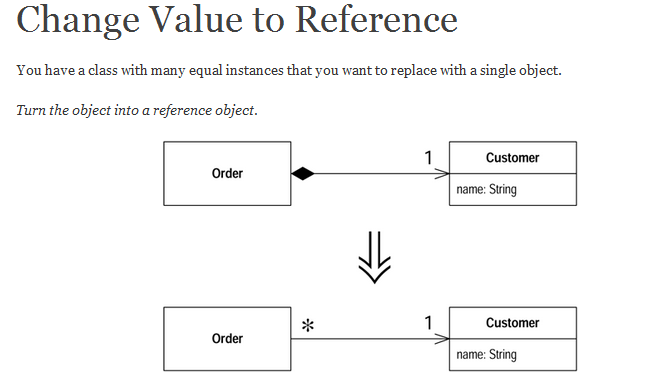 Change Value to Reference
You have a class with many equal instances that you want to replace with a single object.
Turn the object into a reference object.
Order
1
Customer
name: String
Order
*
1
Customer
name: String